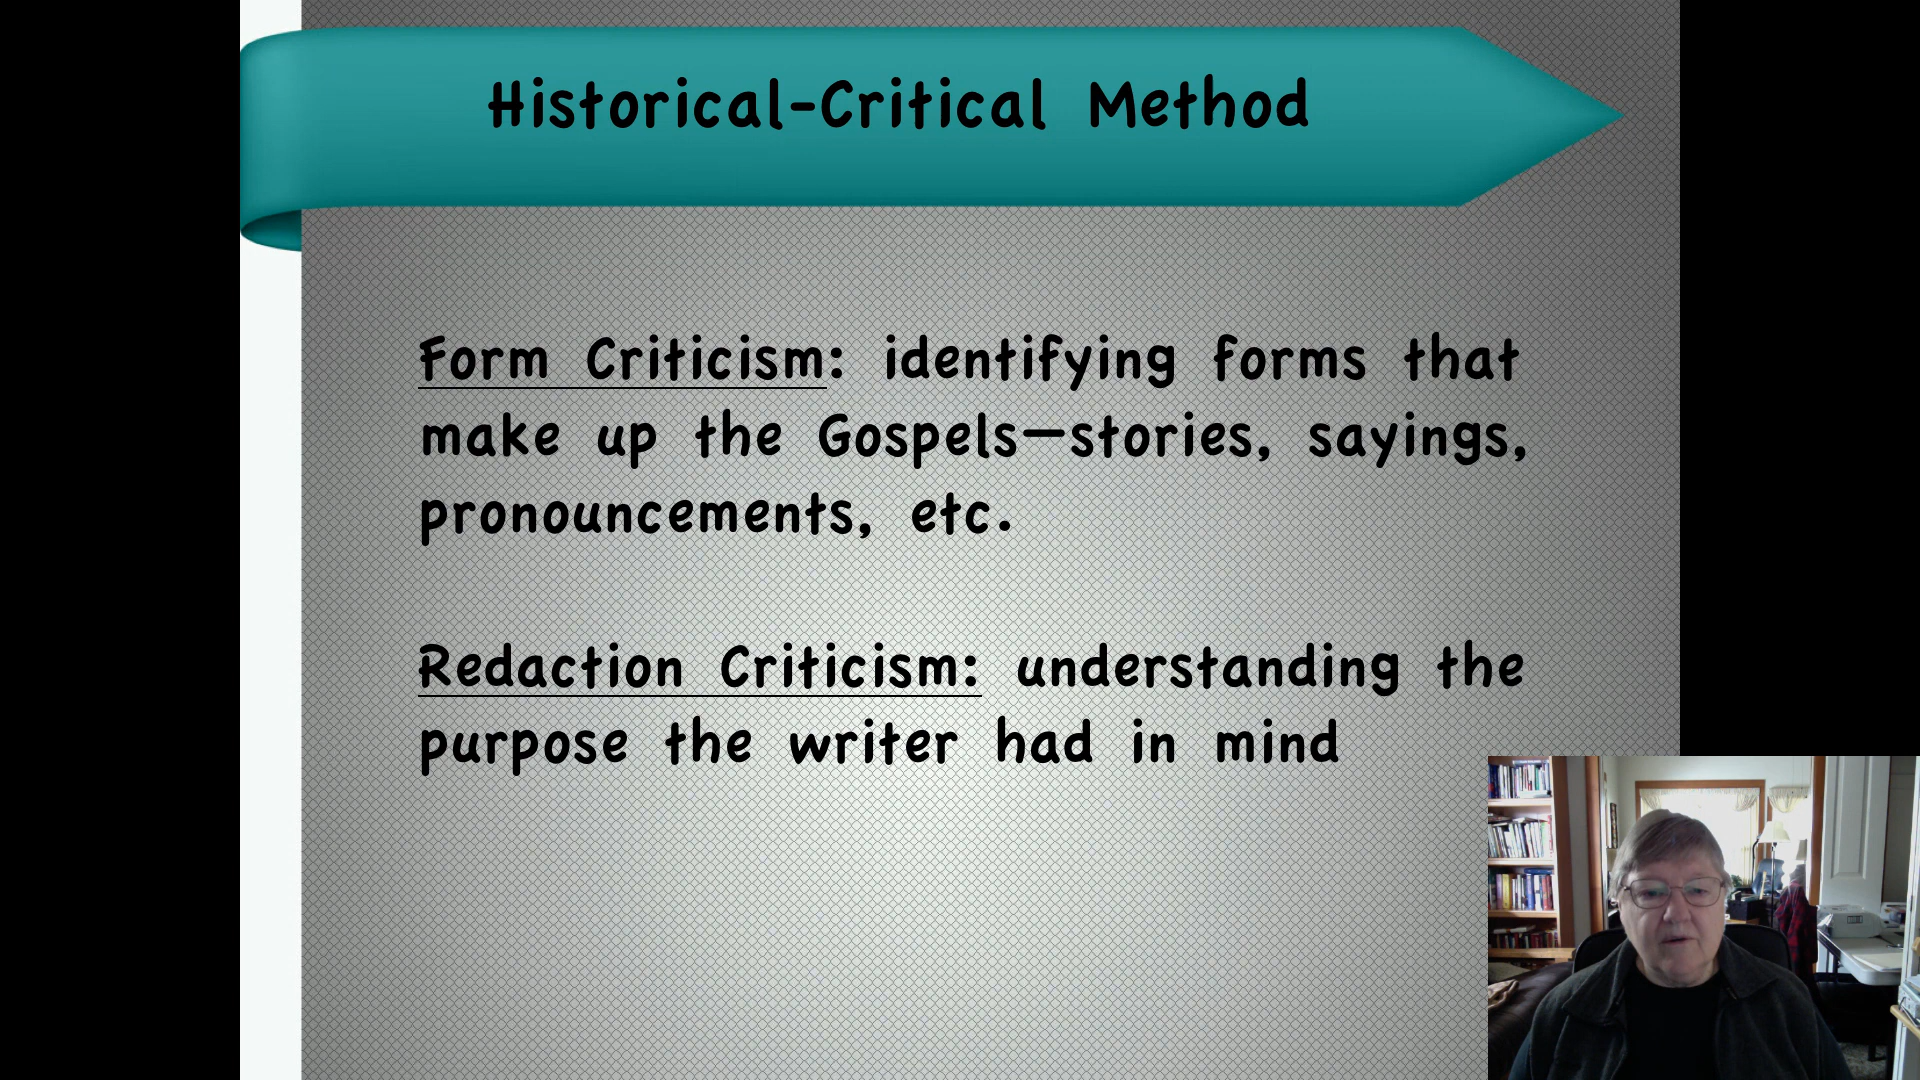 Historical-Critical Method
Form Criticism: identifying forms that
make up the Gospels—stories, sayings,
pronouncements, etc.
Redaction Criticism: understanding the
purpose the writer had in mind